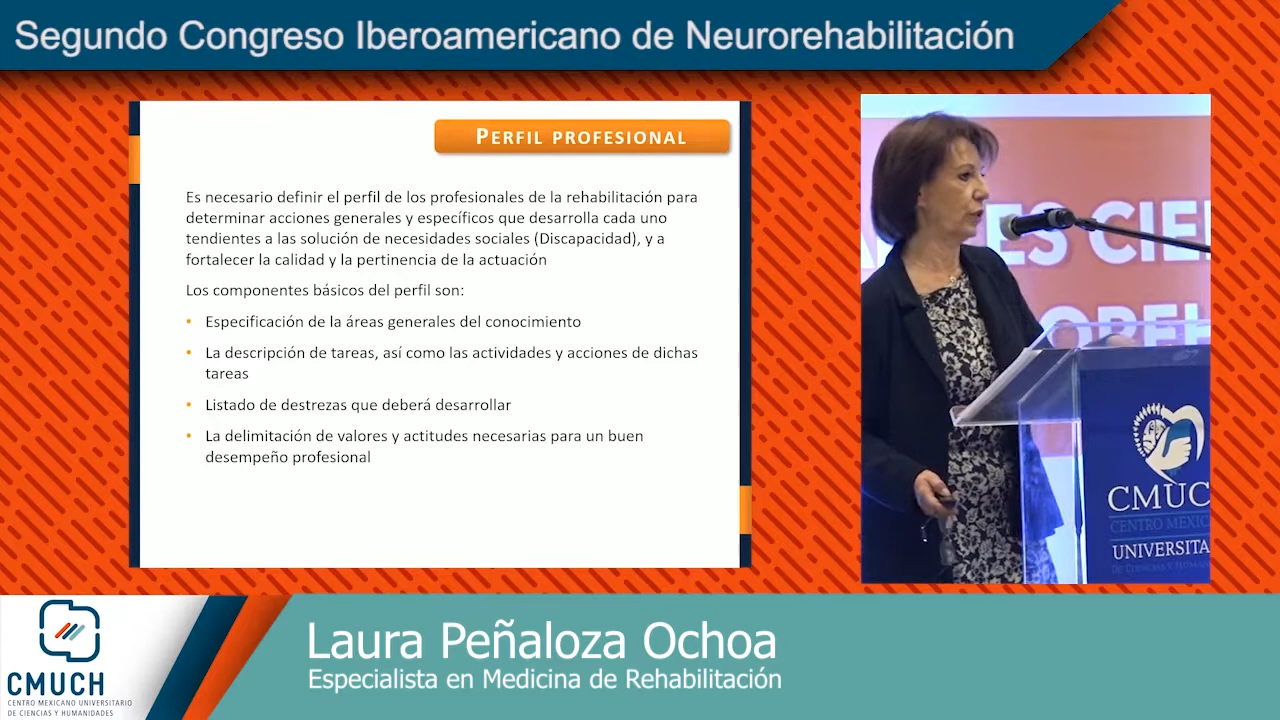 Segundo Congreso Iberoamericano de Neurorehabilitación
PERFIL PROFESIONAL
Es necesario definir el perfil de los profesionales de la rehabilitación para
determinar acciones generales y específicos que desarrolla cada uno
tendientes a las solución de necesidades sociales (Discapacidad), y a
fortalecer la calidad y la pertinencia de la actuación
Los componentes básicos del perfil son:
• Especificación de la áreas generales del conocimiento
• La descripción de tareas, así como las actividades y acciones de dichas
tareas
• Listado de destrezas que deberá desarrollar
• La delimitación de valores y actitudes necesarias para un buen
desempeño profesional
ES CIE
OREH
CMUC
CENTRO MEXIC
UNIVERSITA
Laura Peñaloza Ochoa
Especialista en Medicina de Rehabilitación
CMUCH
CENTRO MEXICANO UNIVERSITARIO
DE CIENCIAS Y HUMANIDADES